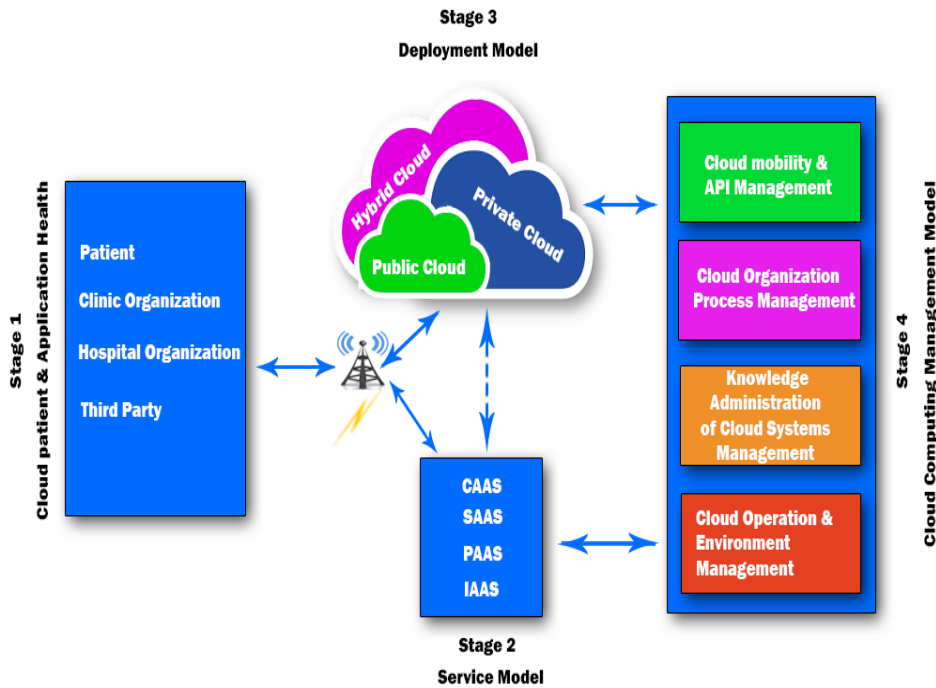 Stage 3
Deployment Model
Stage 1
Cloud patient & Application Health
Patient
Clinic Organization
Hospital Organization
Third Party
Hybrid Cloud
Private Cloud
Public Cloud
CAAS
SAAS
PAAS
IAAS
Stage 2
Service Model
Cloud mobility &
API Management
Cloud Organization
Process Management
Knowledge
Administration
of Cloud Systems
Management
Cloud Operation &
Environment
Management
Stage 4
Cloud Computing Management Model